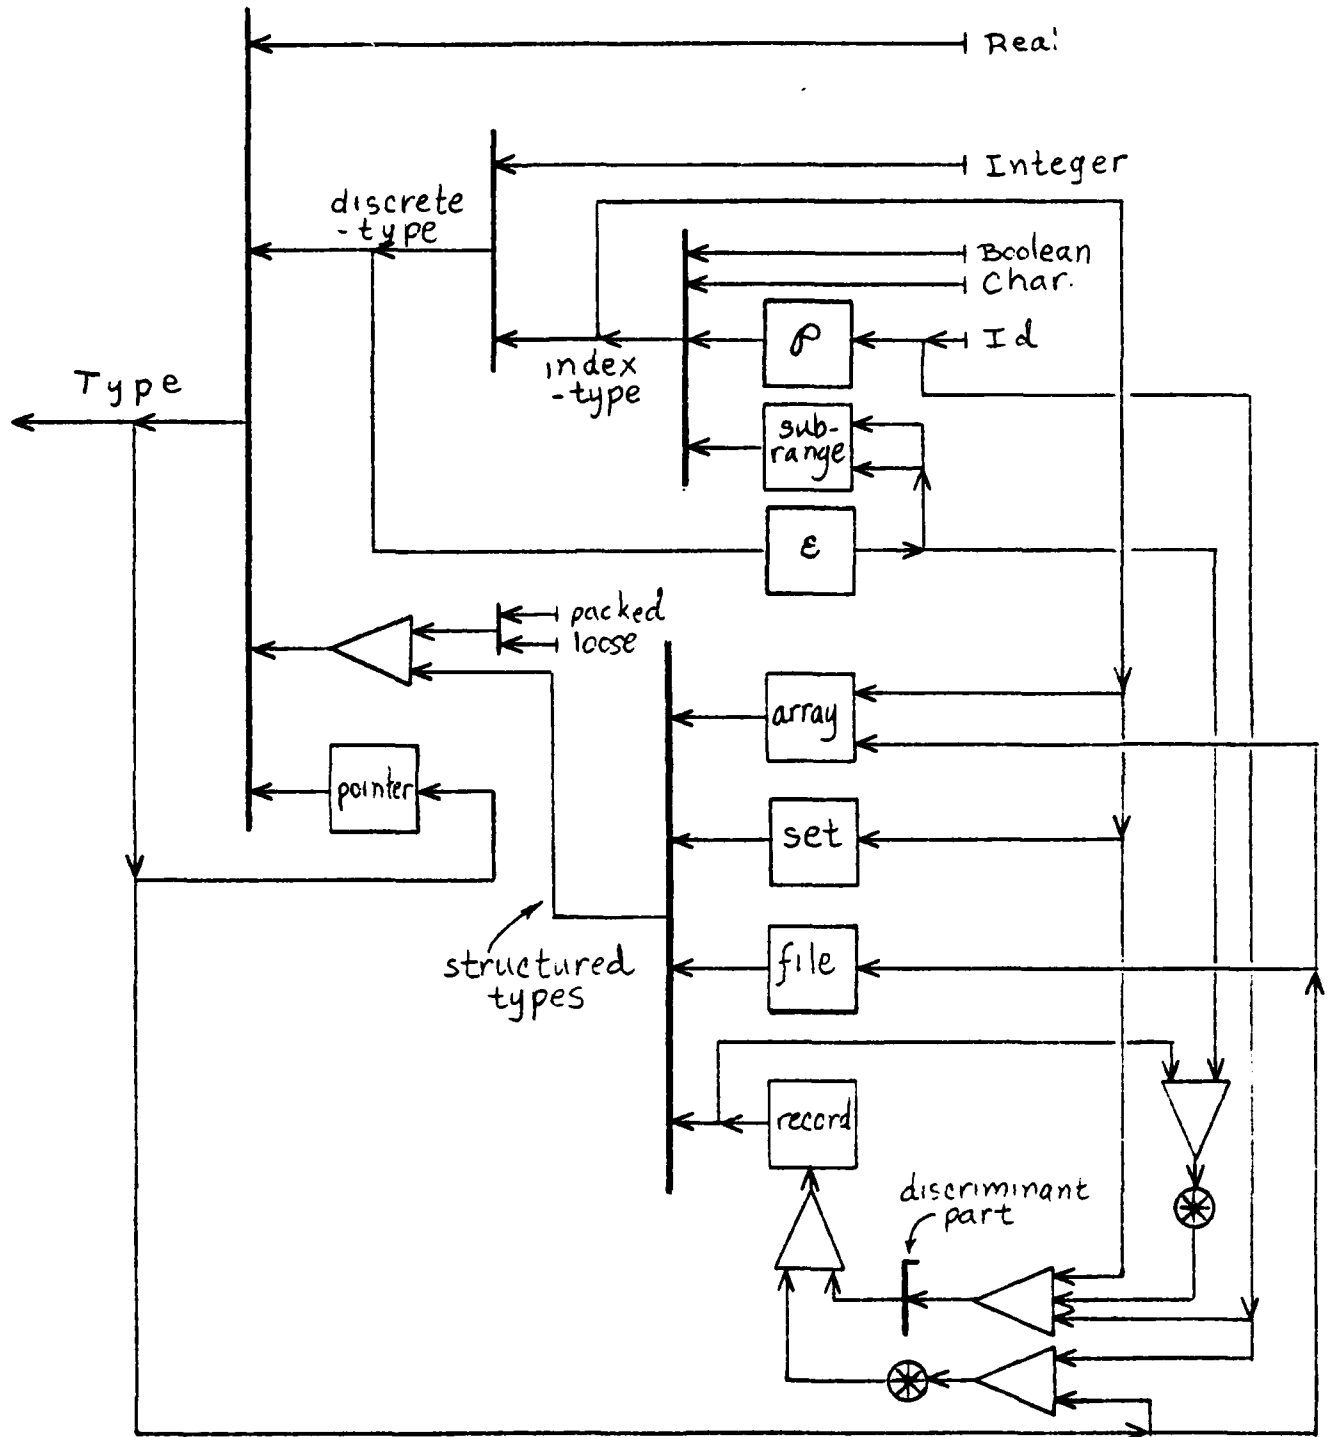 Real
Integer
discrete
-type
Boolean
Char.
Id
P
index
-type
Type
sub-
range
ε
packed
loose
array
pointer
set
structured
types
file
record
discriminant
part